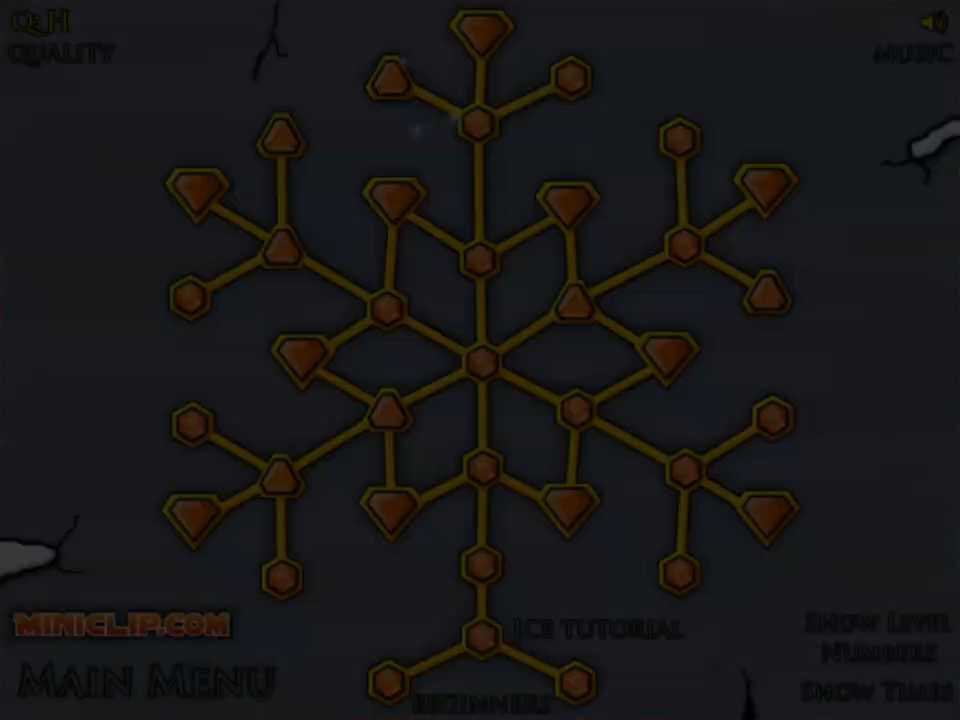 QUALITY
MUSIC
MINICLIP.COM
ICE TUTORIAL
SHOW LEVEL
NUMBERS
MAIN MENU
SHOW TIMES
BEGINNERS